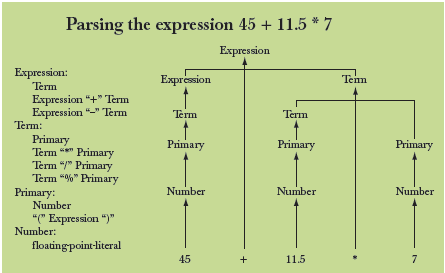 Parsing the expression 45 + 11.5 * 7
Expression
Expression:
Term
Expression “+” Term
Expression “–” Term
Term:
Primary
Term “*” Primary
Term “/” Primary
Term “%” Primary
Primary:
Number
“(” Expression “)”
Number:
floating-point-literal
Expression Term
Term Term
Primary Primary Primary
Number Number Number
45 + 11.5 * 7